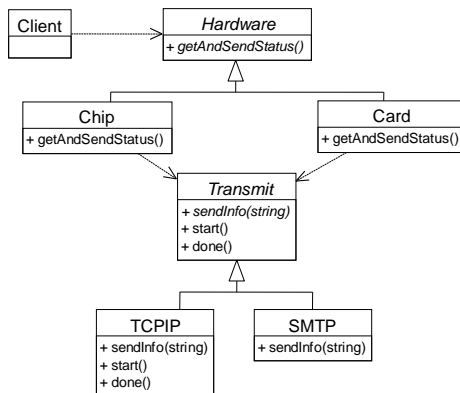 Client
Hardware
+ getAndSendStatus()
Chip
+ getAndSendStatus()
Card
+ getAndSendStatus()
Transmit
+ sendInfo(string)
+ start()
+ done()
TCPIP
+ sendInfo(string)
+ start()
+ done()
SMTP
+ sendInfo(string)